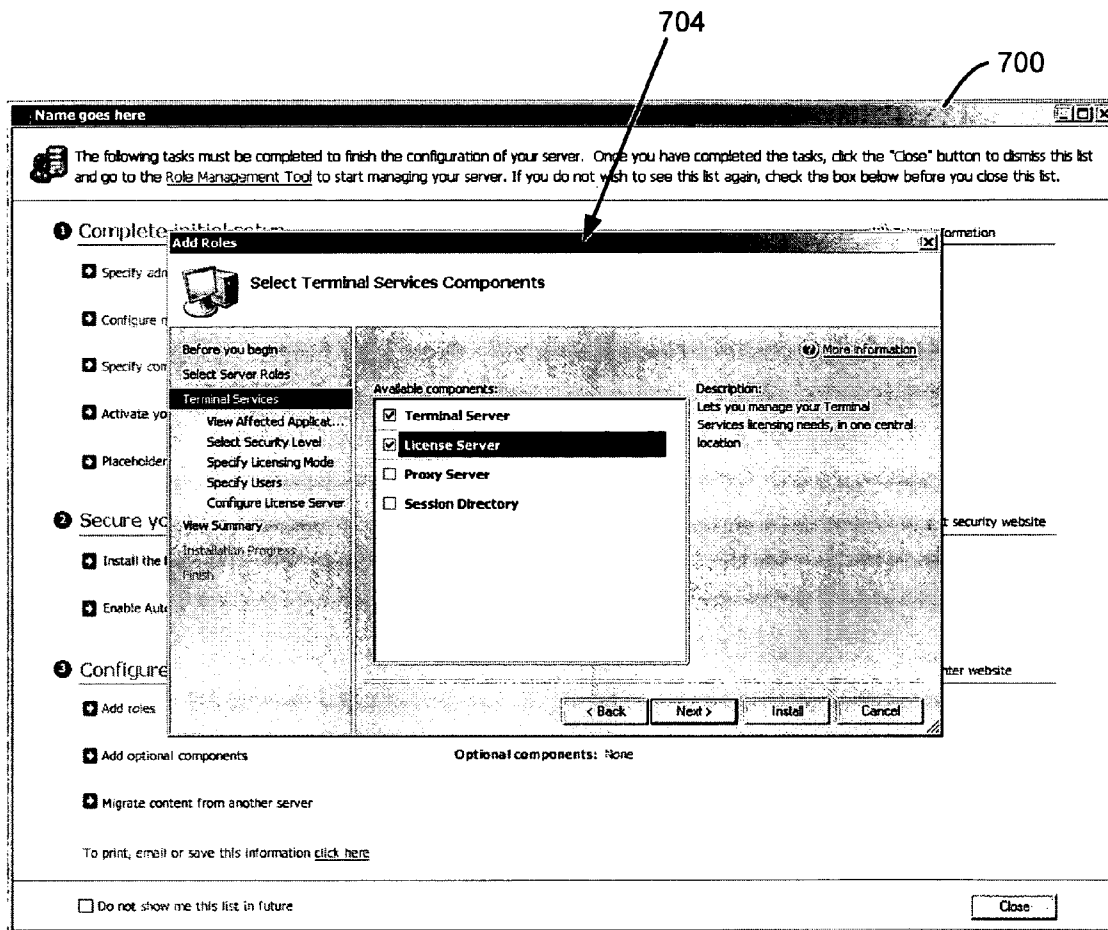 704
700
Name goes here
The following tasks must be completed to finish the configuration of your server. Once you have completed the tasks, click the "Close" button to dismiss this list
and go to the Role Management Tool to start managing your server. If you do not wish to see this list again, check the box below before you close this list.
1 Complete initial setup
ormation
Add Roles
Select Terminal Services Components
Specify adm
Configure n
Specify com
Activate yo
Placeholder
Before you begin
Select Server Roles
Terminal Services
View Affected Applicat...
Select Security Level
Specify Licensing Mode
Specify Users
Configure License Server
View Summary
Installation Progress
Finish
More information
Available components:
Terminal Server
License Server
Proxy Server
Session Directory
Description:
Lets you manage your Terminal
Services licensing needs, in one central
location
2 Secure yo
t security website
Install the
Enable Auto
3 Configure
nter website
< Back
Next >
Install
Cancel
Add roles
Add optional components
Optional components: None
Migrate content from another server
To print, email or save this information click here
Do not show me this list in future
Close